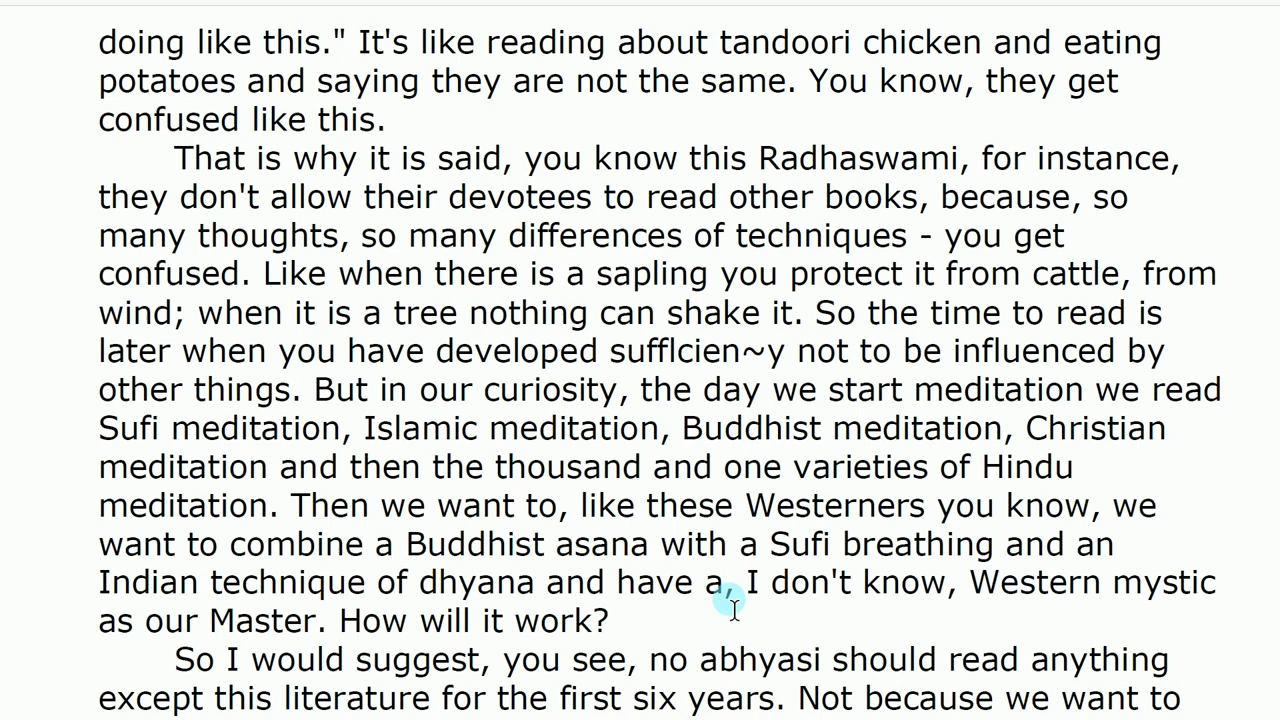 doing like this." It's like reading about tandoori chicken and eating
potatoes and saying they are not the same. You know, they get
confused like this.
That is why it is said, you know this Radhaswami, for instance,
they don't allow their devotees to read other books, because, so
many thoughts, so many differences of techniques - you get
confused. Like when there is a sapling you protect it from cattle, from
wind; when it is a tree nothing can shake it. So the time to read is
later when you have developed sufflcien~y not to be influenced by
other things. But in our curiosity, the day we start meditation we read
Sufi meditation, Islamic meditation, Buddhist meditation, Christian
meditation and then the thousand and one varieties of Hindu
meditation. Then we want to, like these Westerners you know, we
want to combine a Buddhist asana with a Sufi breathing and an
Indian technique of dhyana and have a, I don't know, Western mystic
as our Master. How will it work?
So I would suggest, you see, no abhyasi should read anything
except this literature for the first six years. Not because we want to